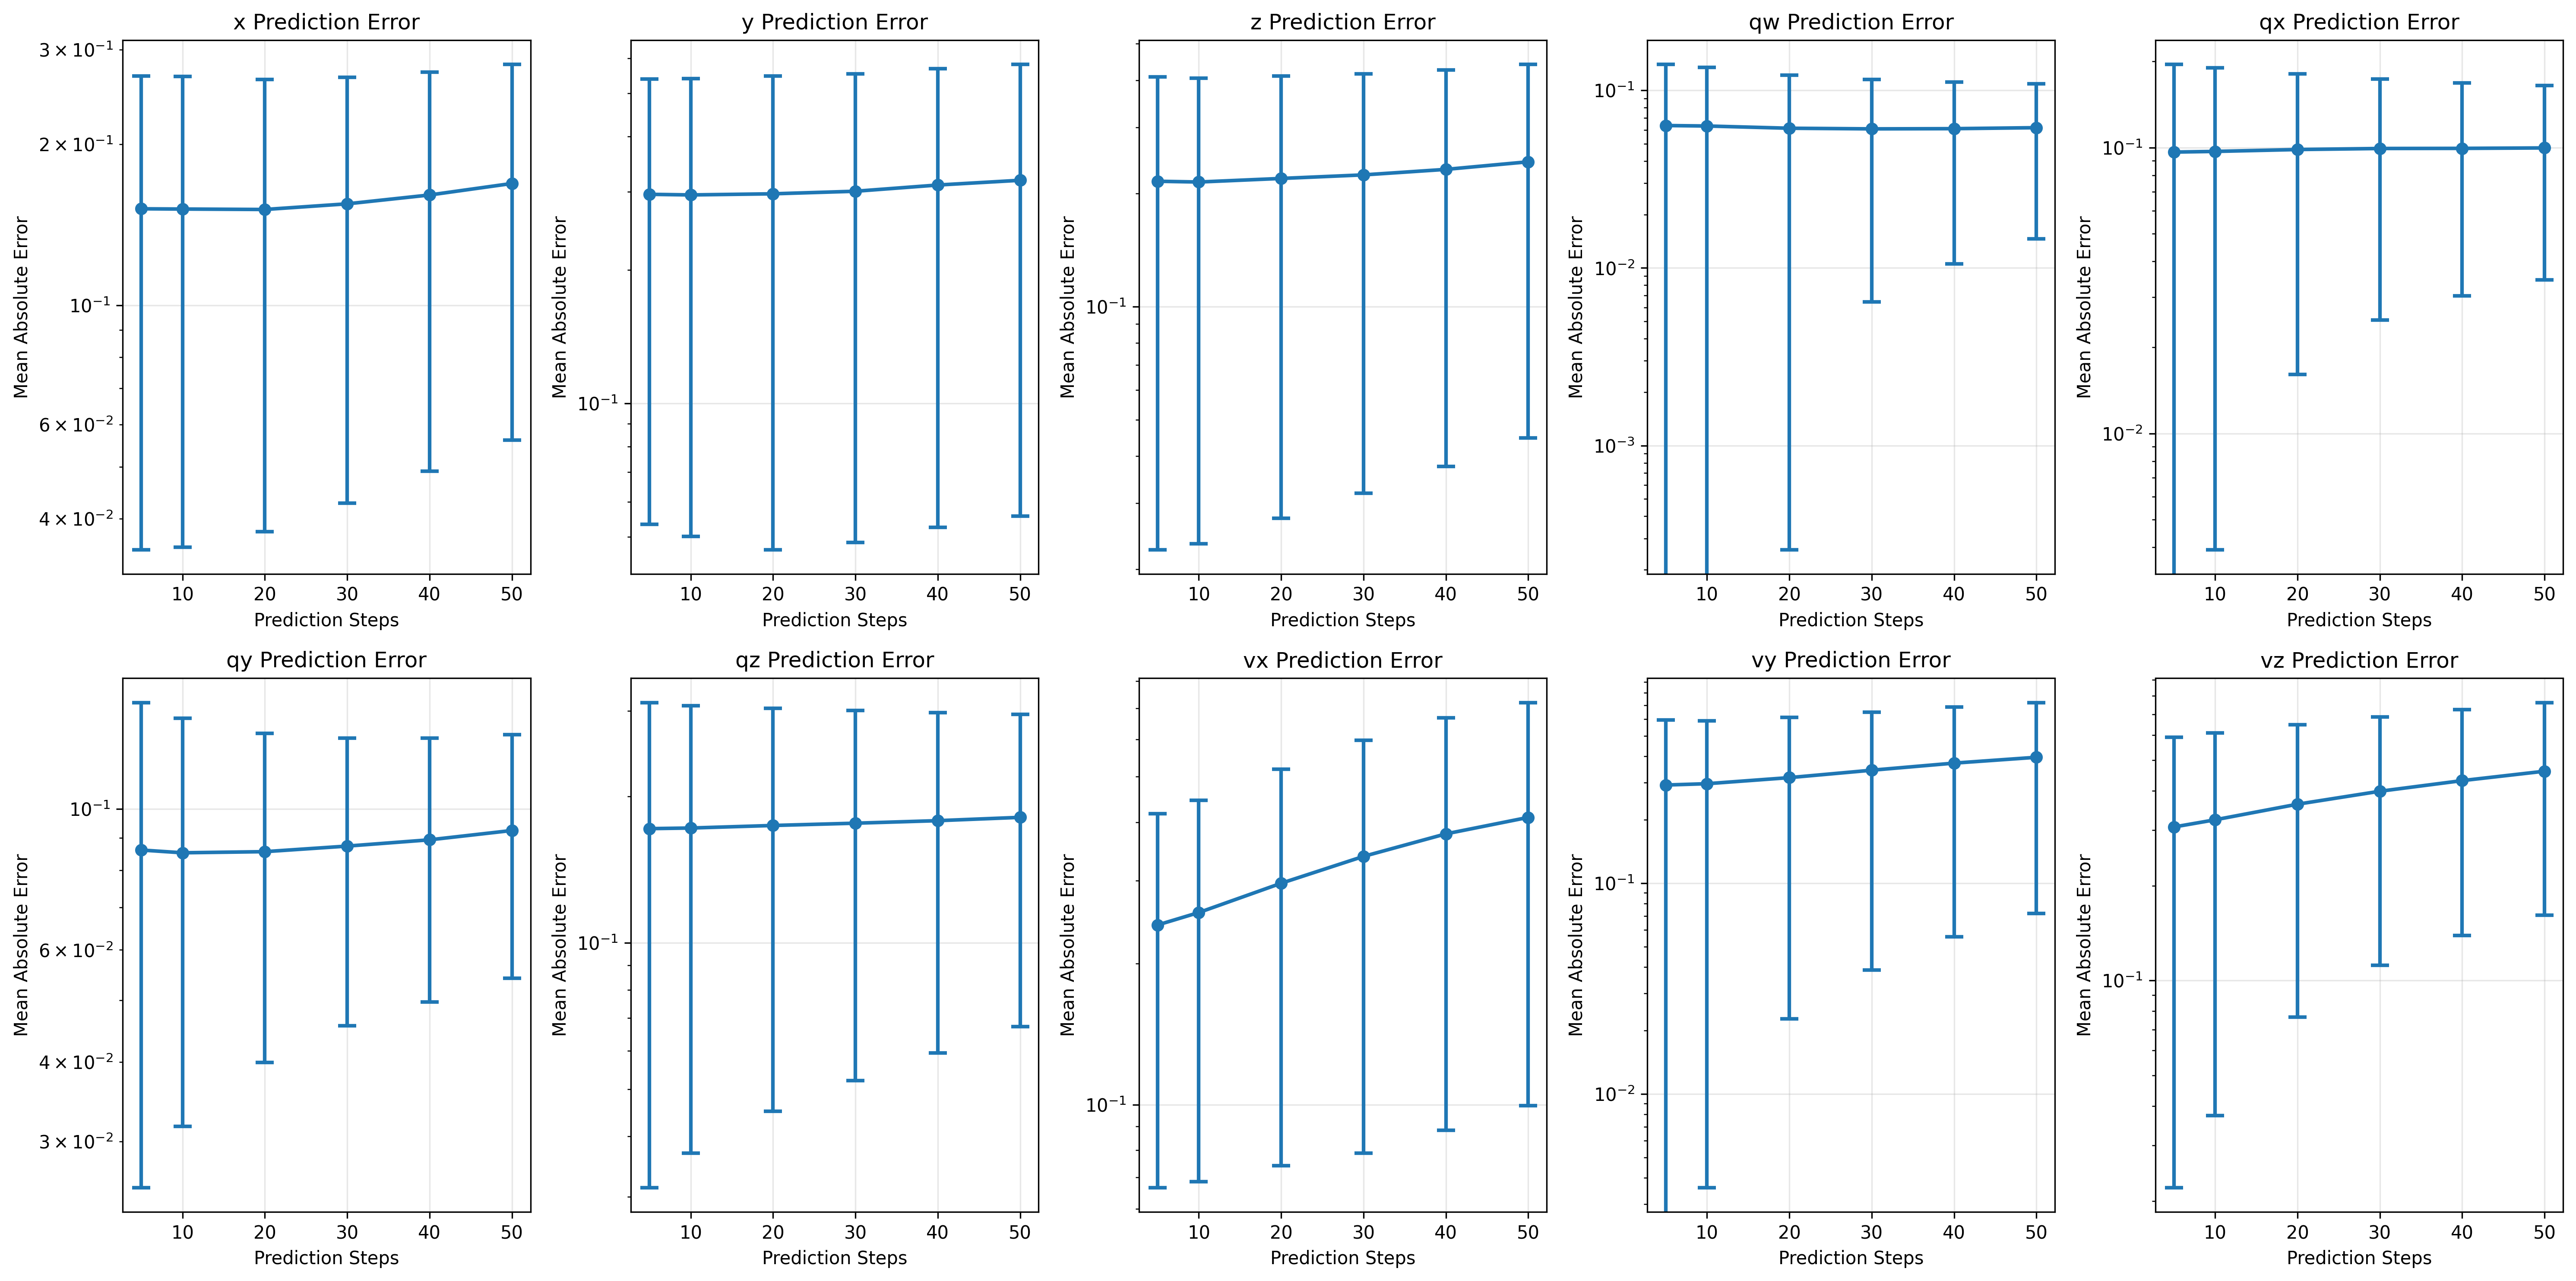 x Prediction Error
y Prediction Error
z Prediction Error
qw Prediction Error
qx Prediction Error
Mean Absolute Error
3 × 10⁻¹
2 × 10⁻¹
10⁻¹
6 × 10⁻²
4 × 10⁻²
10 20 30 40 50
Prediction Steps
Mean Absolute Error
10⁻¹
10 20 30 40 50
Prediction Steps
Mean Absolute Error
10⁻¹
10 20 30 40 50
Prediction Steps
Mean Absolute Error
10⁻¹
10⁻²
10⁻³
10 20 30 40 50
Prediction Steps
Mean Absolute Error
10⁻¹
10⁻²
10 20 30 40 50
Prediction Steps
qy Prediction Error
qz Prediction Error
vx Prediction Error
vy Prediction Error
vz Prediction Error
Mean Absolute Error
10⁻¹
6 × 10⁻²
4 × 10⁻²
3 × 10⁻²
10 20 30 40 50
Prediction Steps
Mean Absolute Error
10⁻¹
10 20 30 40 50
Prediction Steps
Mean Absolute Error
10⁻¹
10 20 30 40 50
Prediction Steps
Mean Absolute Error
10⁻¹
10⁻²
10 20 30 40 50
Prediction Steps
Mean Absolute Error
10⁻¹
10 20 30 40 50
Prediction Steps